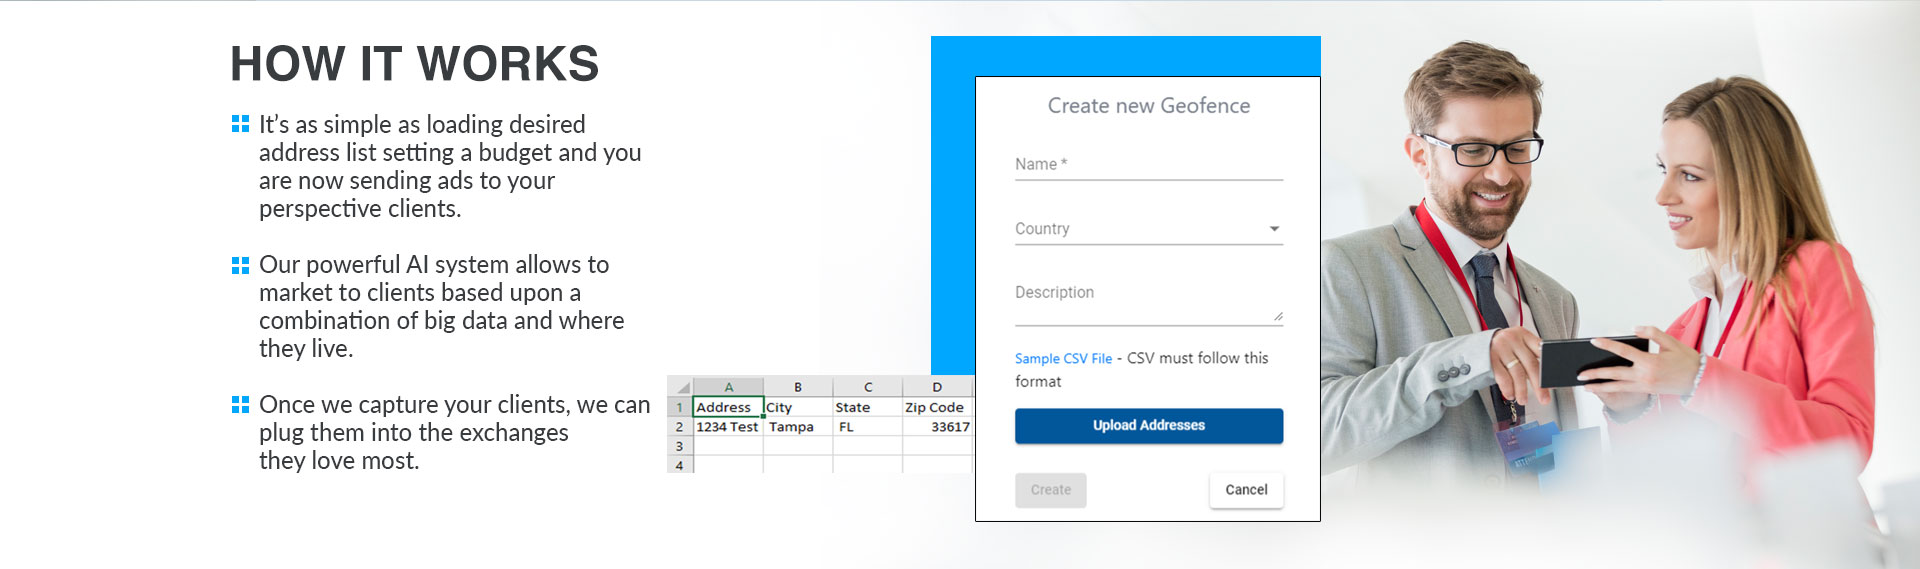 HOW IT WORKS
It's as simple as loading desired
address list setting a budget and you
are now sending ads to your
perspective clients.
Our powerful AI system allows to
market to clients based upon a
combination of big data and where
they live.
Once we capture your clients, we can
plug them into the exchanges
they love most.
A B C D
1 Address City State Zip Code
2 1234 Test Tampa FL 33617
3
4
Create new Geofence
Name *
Country
Description
Sample CSV File - CSV must follow this
format
Upload Addresses
Create Cancel